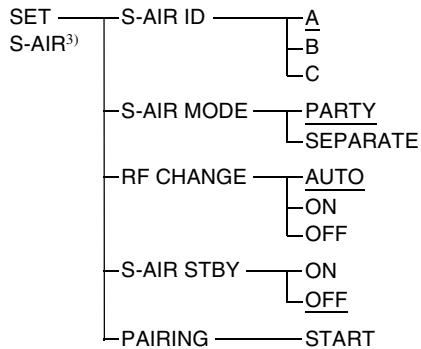 SET S-AIR ID A
S-AIR3) B
C
S-AIR MODE PARTY
SEPARATE
RF CHANGE AUTO
ON
OFF
S-AIR STBY ON
OFF
PAIRING START